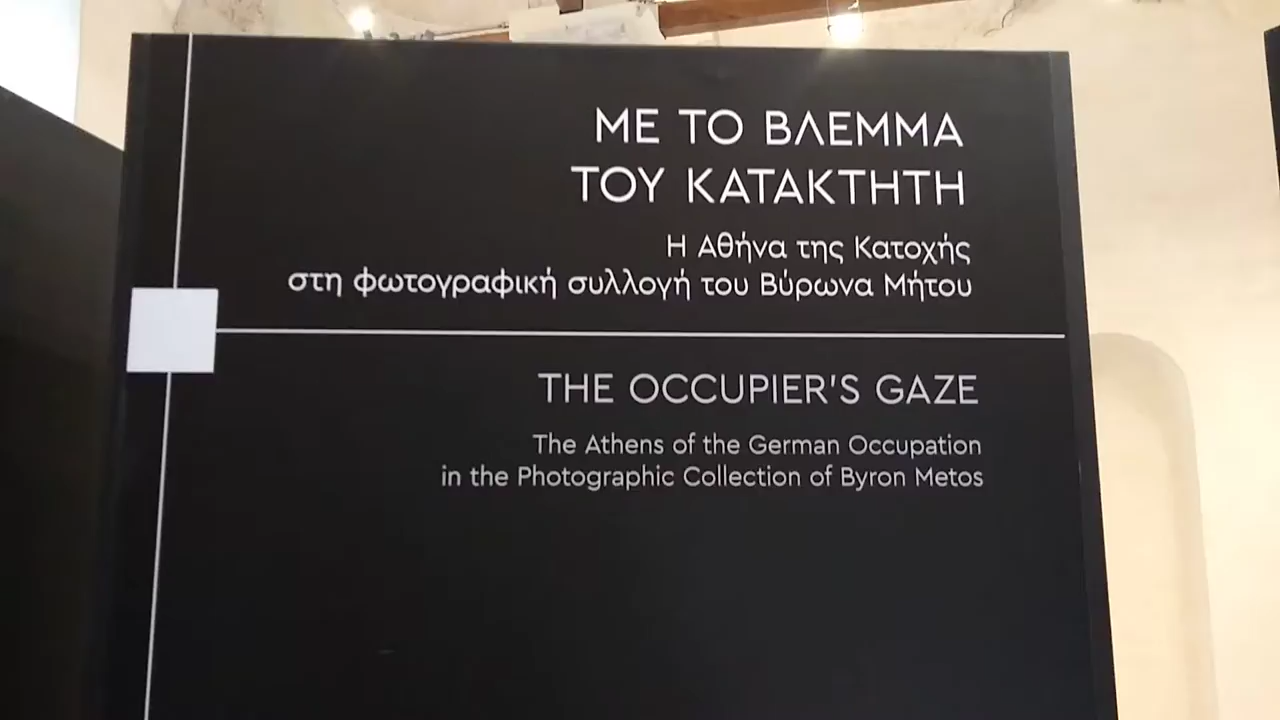 ΜΕ ΤΟ ΒΛΕΜΜΑ
ΤΟΥ ΚΑΤΑΚΤΗΤΗ
Η Αθήνα της Κατοχής
στη φωτογραφική συλλογή του Βύρωνα Μήτου
THE OCCUPIER'S GAZE
The Athens of the German Occupation
in the Photographic Collection of Byron Metos